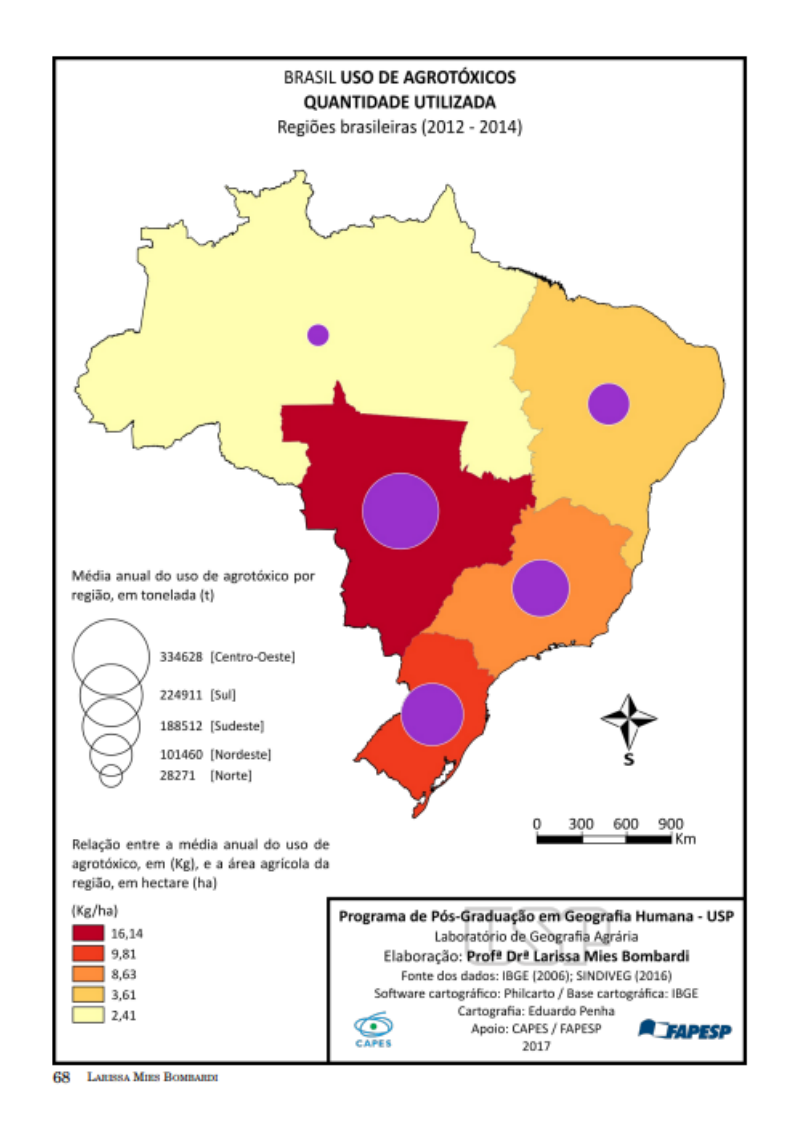 BRASIL USO DE AGROTÓXICOS
QUANTIDADE UTILIZADA
Regiões brasileiras (2012 - 2014)
Média anual do uso de agrotóxico por
região, em tonelada (t)
334628 [Centro-Oeste]
224911 [Sul]
188512 [Sudeste]
101460 [Nordeste]
28271 [Norte]
S
0 300 600 900
Km
Relação entre a média anual do uso de
agrotóxico, em (Kg), e a área agrícola da
região, em hectare (ha)
(Kg/ha)
16,14
9,81
8,63
3,61
2,41
USP
Programa de Pós-Graduação em Geografia Humana - USP
Laboratório de Geografia Agrária
Elaboração: Profª Drª Larissa Mies Bombardi
Fonte dos dados: IBGE (2006); SINDIVEG (2016)
Software cartográfico: Philcarto / Base cartográfica: IBGE
Cartografia: Eduardo Penha
Apoio: CAPES / FAPESP
2017
CAPES
FAPESP
68 Larissa Mies Bombardi